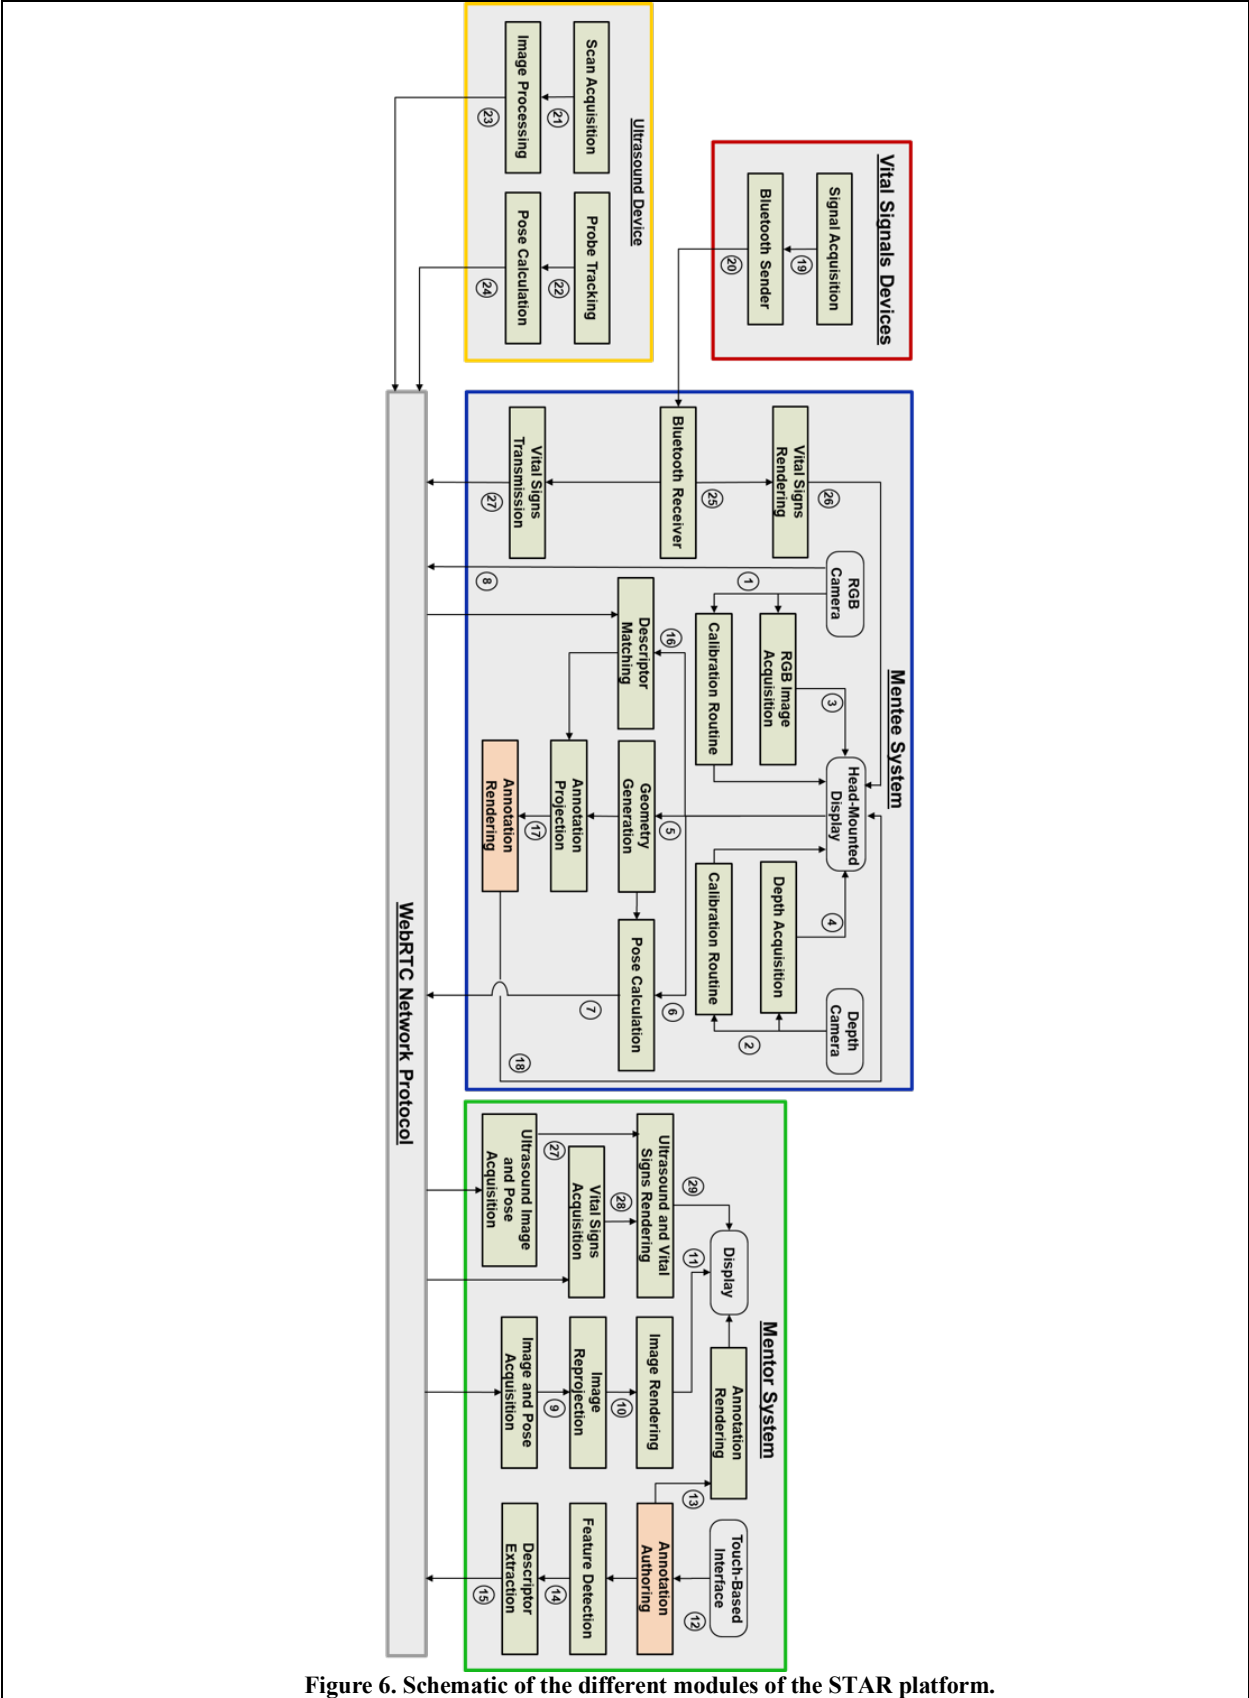 Vital Signals Devices
Signal Acquisition
19
Bluetooth Sender
20
Ultrasound Device
Scan Acquisition
21
Image Processing
23
Probe Tracking
22
Pose Calculation
24
Mentee System
Vital Signs
Rendering
26
25
Bluetooth Receiver
Vital Signs
Transmission
27
RGB
Camera
1
8
RGB Image
Acquisition
3
Calibration Routine
Head-Mounted
Display
Depth
Camera
2
Depth Acquisition
4
Calibration Routine
16
Descriptor
Matching
5
Geometry
Generation
6
Pose Calculation
7
Annotation
Projection
17
Annotation
Rendering
18
Mentor System
Display
29
11
Ultrasound and Vital
Signs Rendering
28
Vital Signs
Acquisition
27
Ultrasound Image
and Pose
Acquisition
Annotation
Rendering
13
Image Rendering
10
Image
Reprojection
9
Image and Pose
Acquisition
Touch-Based
Interface
12
Annotation
Authoring
Feature Detection
14
Descriptor
Extraction
15
WebRTC Network Protocol
Figure 6. Schematic of the different modules of the STAR platform.